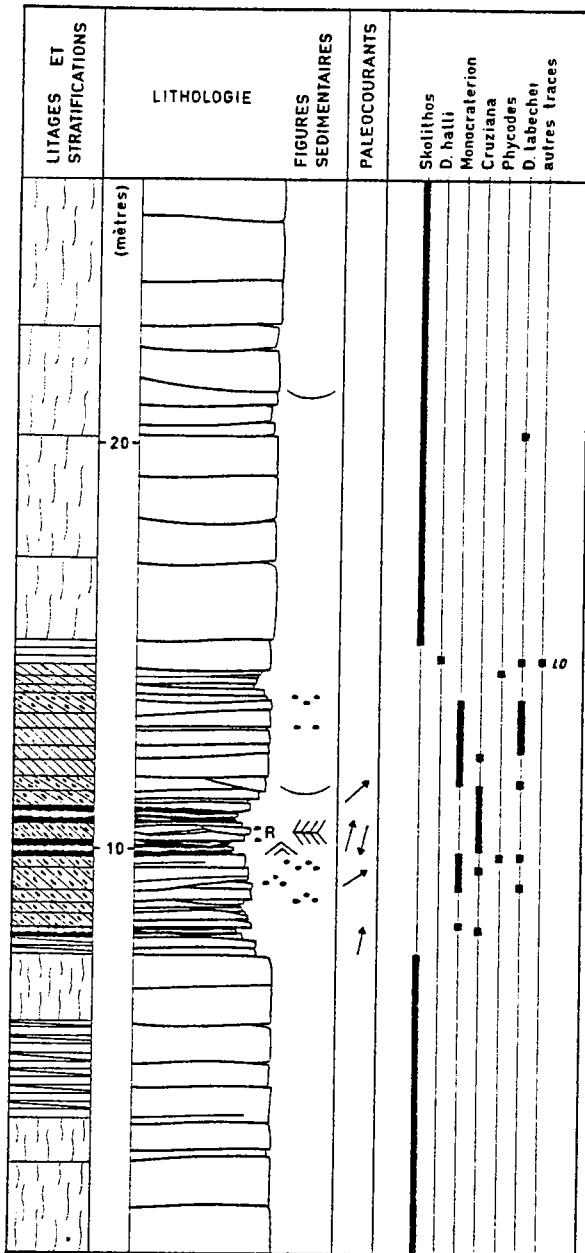 LITAGES ET
STRATIFICATIONS
LITHOLOGIE
FIGURES
SEDIMENTAIRES
PALEOCOURANTS
Skolithos
D. halli
Monocraterion
Cruziana
Phycodes
D. labechei
autres traces
(mètres)
20
LO
R
10